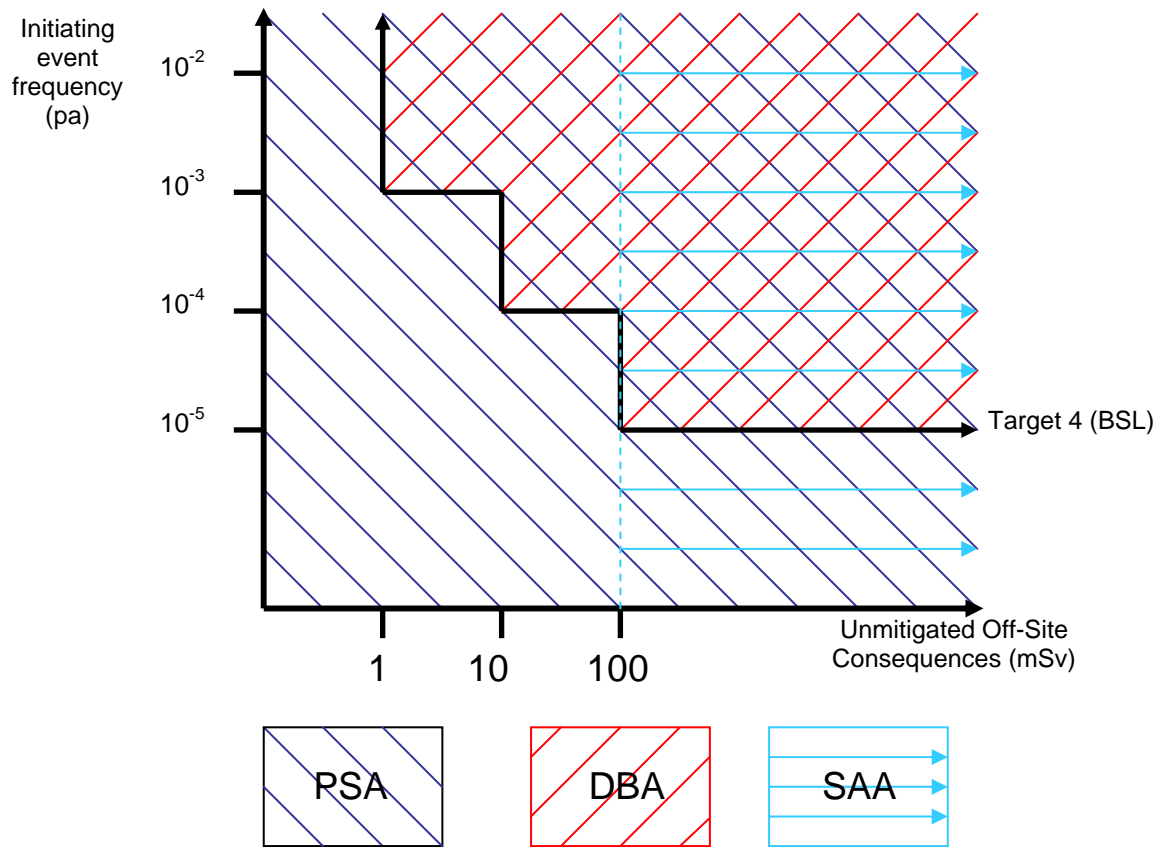 Initiating
event
frequency
(pa)
10-2
10-3
10-4
10-5
Target 4 (BSL)
Unmitigated Off-Site
Consequences (mSv)
1
10
100
PSA
DBA
SAA